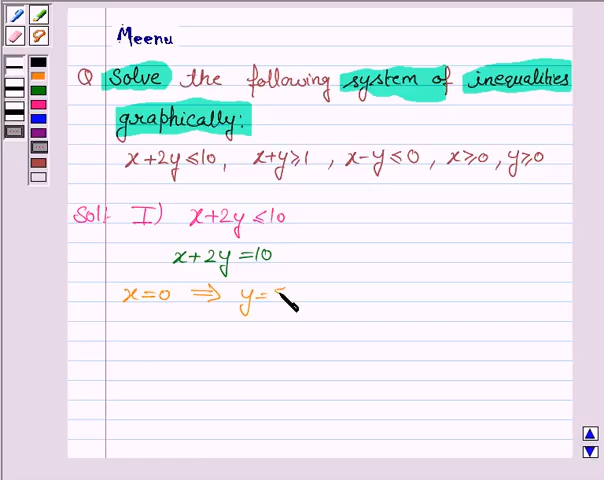 Meenu
Q Solve the following system of inequalities
graphically:
x+2y≤10, x+y≥1, x-y≤0, x≥0, y≥0
Sol: I) x+2y≤10
x+2y=10
x=0 ⇒ y=